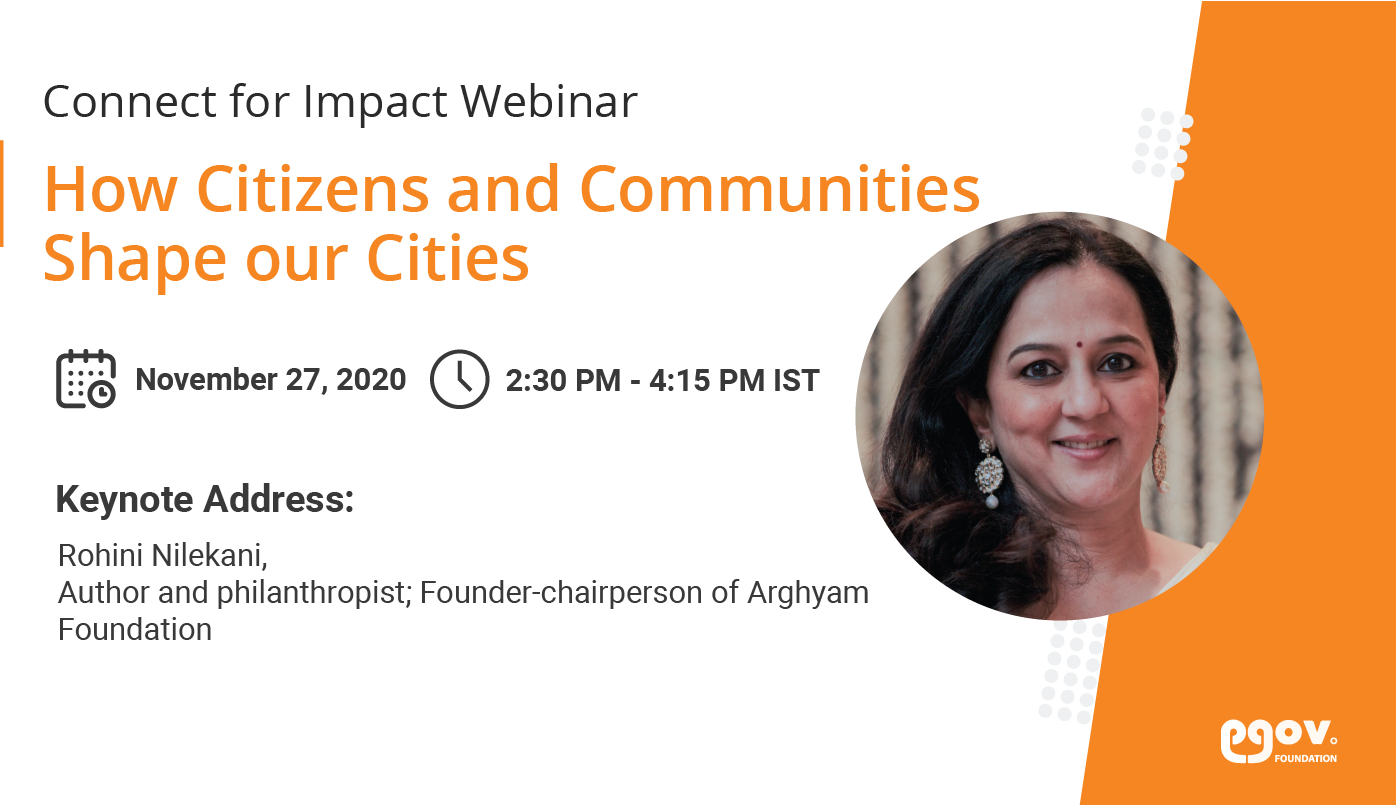 Connect for Impact Webinar
How Citizens and Communities
Shape our Cities
November 27, 2020
2:30 PM - 4:15 PM IST
Keynote Address:
Rohini Nilekani,
Author and philanthropist; Founder-chairperson of Arghyam
Foundation
egov.
FOUNDATION